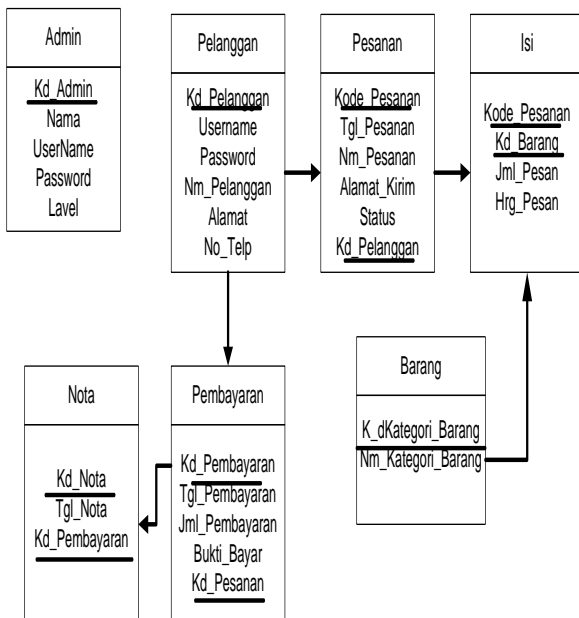 Admin
Kd_Admin
Nama
UserName
Password
Lavel
Pelanggan
Kd_Pelanggan
Username
Password
Nm_Pelanggan
Alamat
No_Telp
Pesanan
Kode_Pesanan
Tgl_Pesanan
Nm_Pesanan
Alamat_Kirim
Status
Kd_Pelanggan
Isi
Kode_Pesanan
Kd_Barang
Jml_Pesan
Hrg_Pesan
Nota
Kd_Nota
Tgl_Nota
Kd_Pembayaran
Pembayaran
Kd_Pembayaran
Tgl_Pembayaran
Jml_Pembayaran
Bukti_Bayar
Kd_Pesanan
Barang
K_dKategori_Barang
Nm_Kategori_Barang